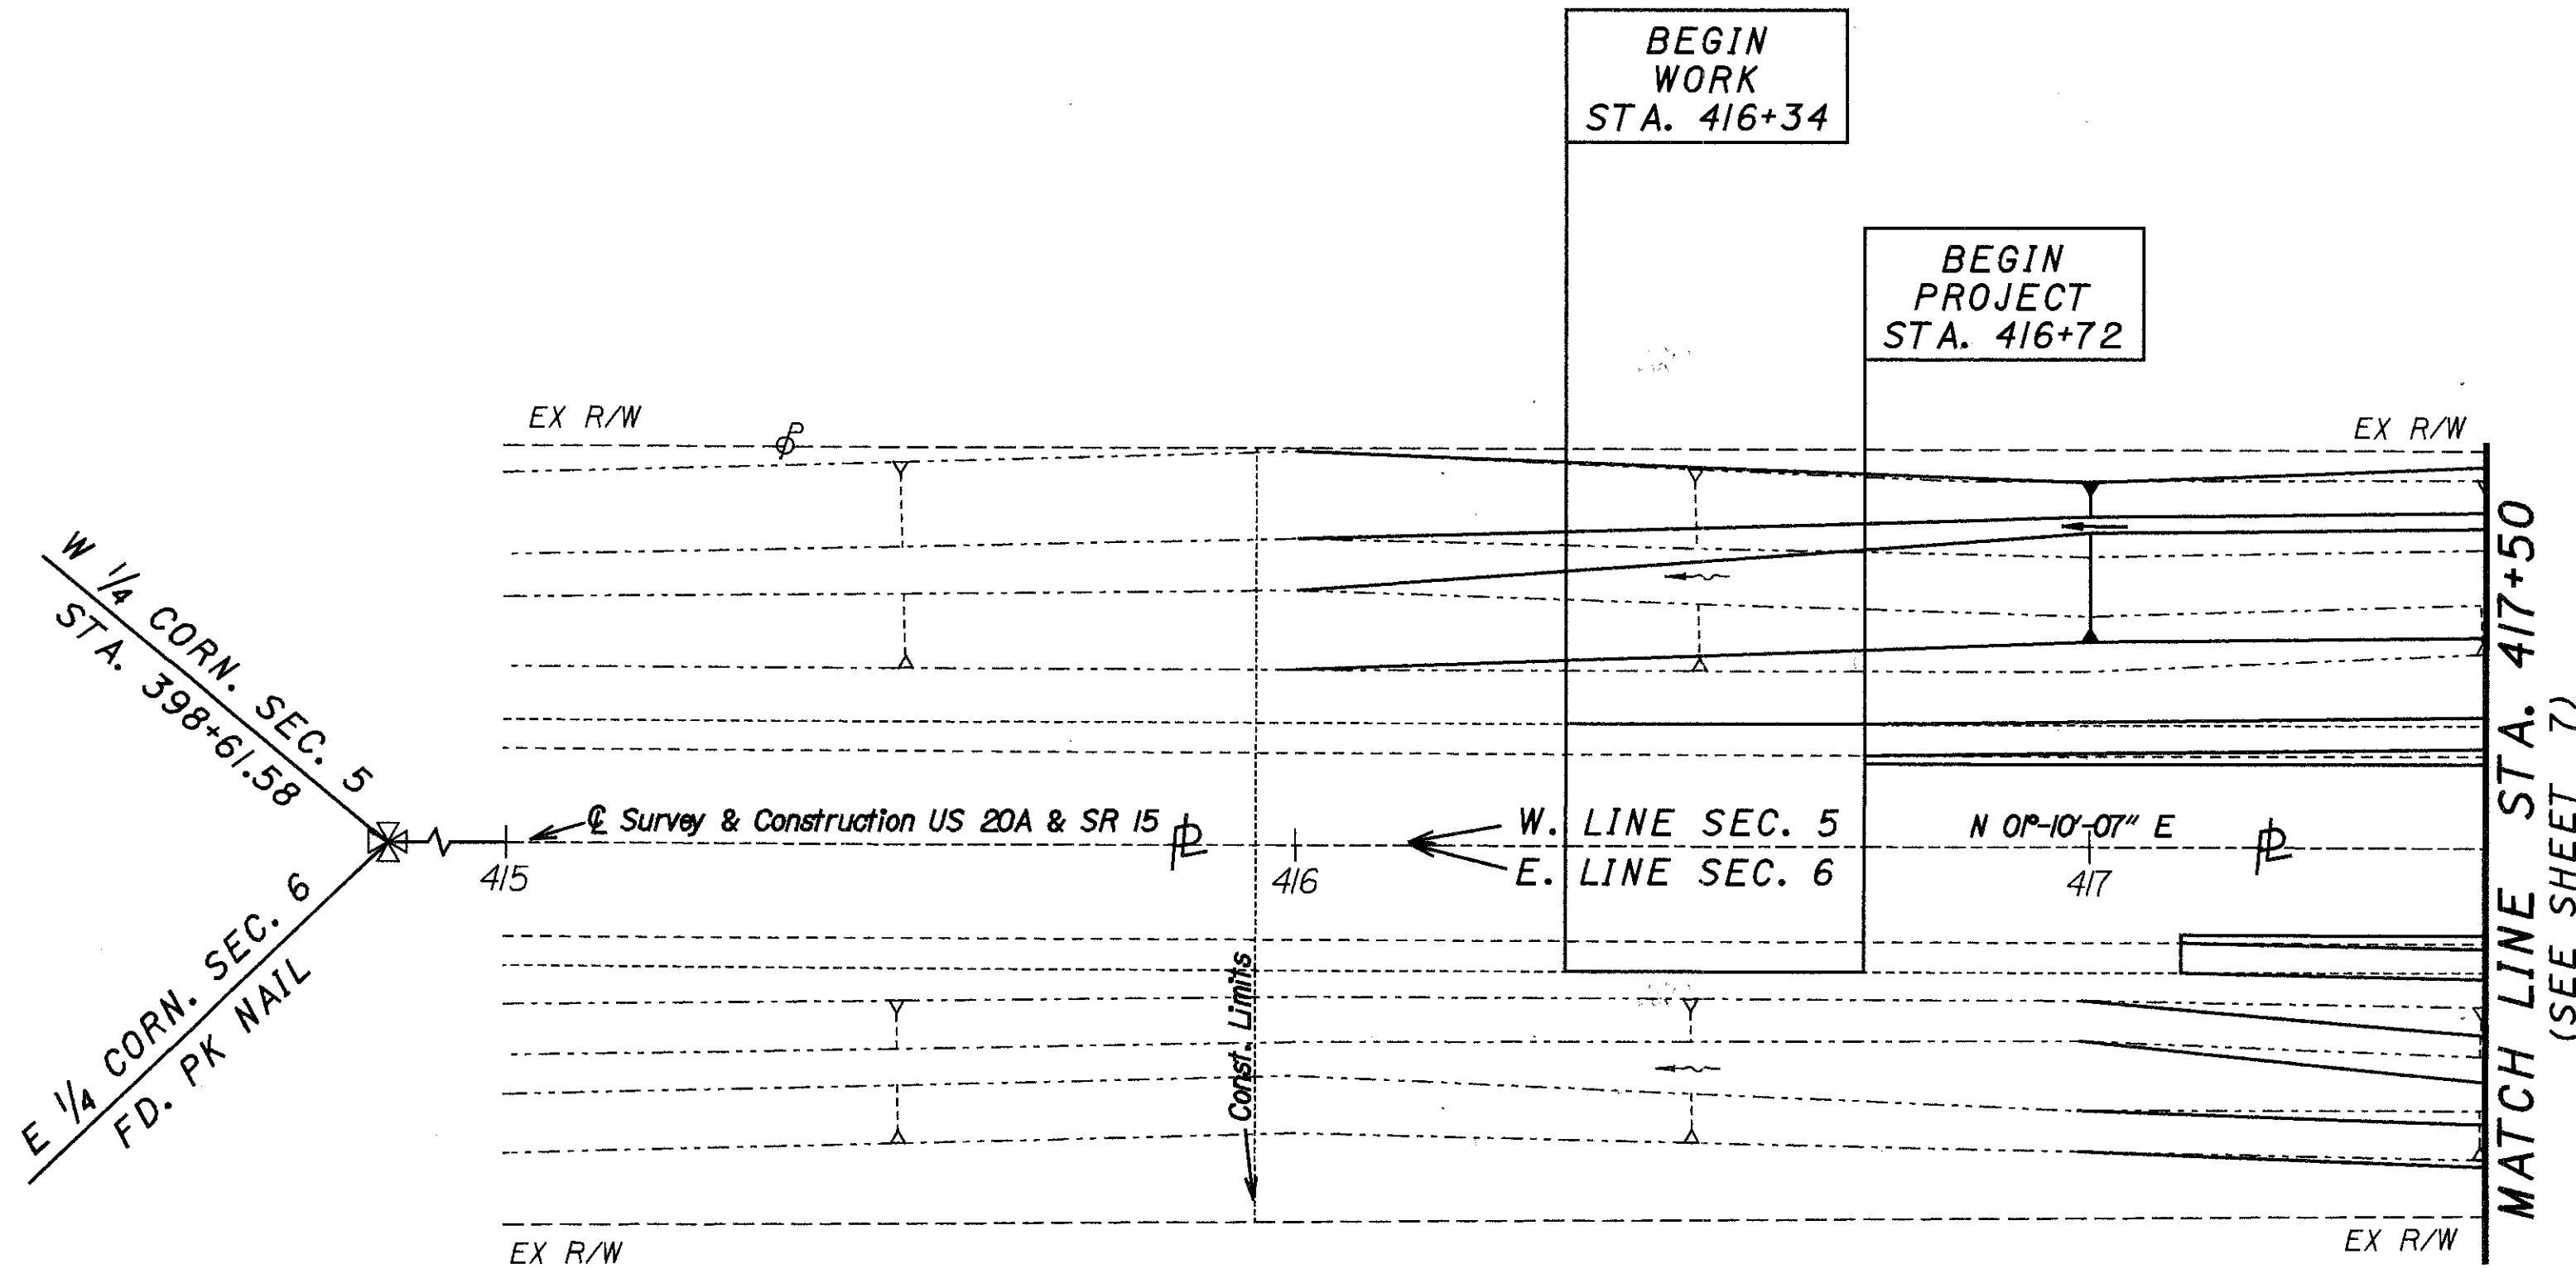 BEGIN
WORK
STA. 416+34
BEGIN
PROJECT
STA. 416+72
EX R/W
P
EX R/W
W 1/4 CORN. SEC. 5
STA. 398+61.58
℄ Survey & Construction US 20A & SR 15
PL
W. LINE SEC. 5
E. LINE SEC. 6
N 01°-10'-07" E
PL
415
416
417
E 1/4 CORN. SEC. 6
FD. PK NAIL
Const. Limits
EX R/W
EX R/W
MATCH LINE STA. 417+50
(SEE SHEET 7)